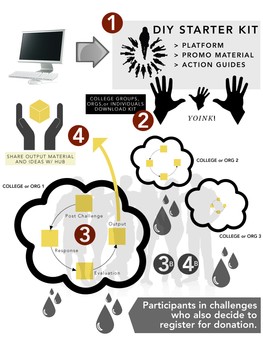 1
DIY STARTER KIT
> PLATFORM
> PROMO MATERIAL
> ACTION GUIDES
COLLEGE GROUPS,
ORGS, or INDIVIDUALS
DOWNLOAD KIT
2
YOINK!
4
SHARE OUTPUT MATERIAL
AND IDEAS W/ HUB
COLLEGE or ORG 2
COLLEGE or ORG 1
Post Challenge
3
Output
Response
Evaluation
COLLEGE or ORG 3
3B
4B
Participants in challenges
who also decide to
register for donation.